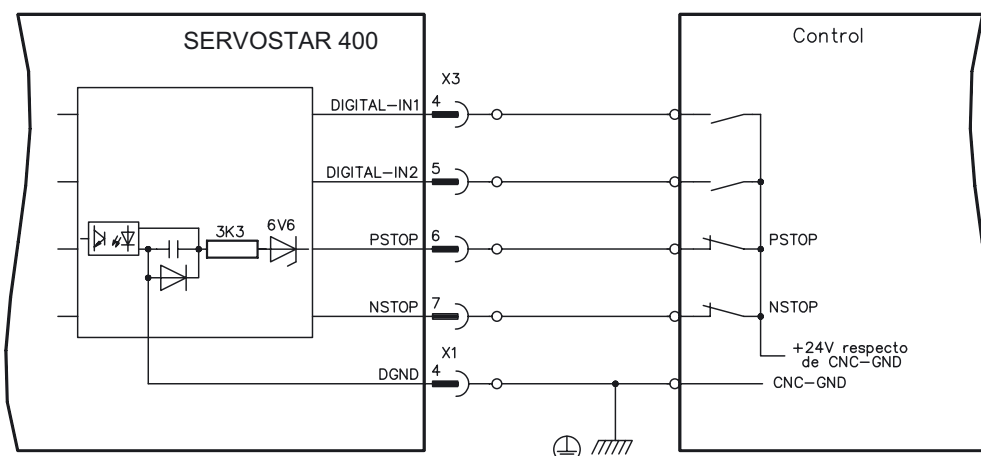 SERVOSTAR 400
Control
X3
DIGITAL-IN1 4
DIGITAL-IN2 5
3K3
6V6
PSTOP 6
PSTOP
NSTOP 7
NSTOP
+24V respecto
de CNC-GND
X1
DGND 4
CNC-GND